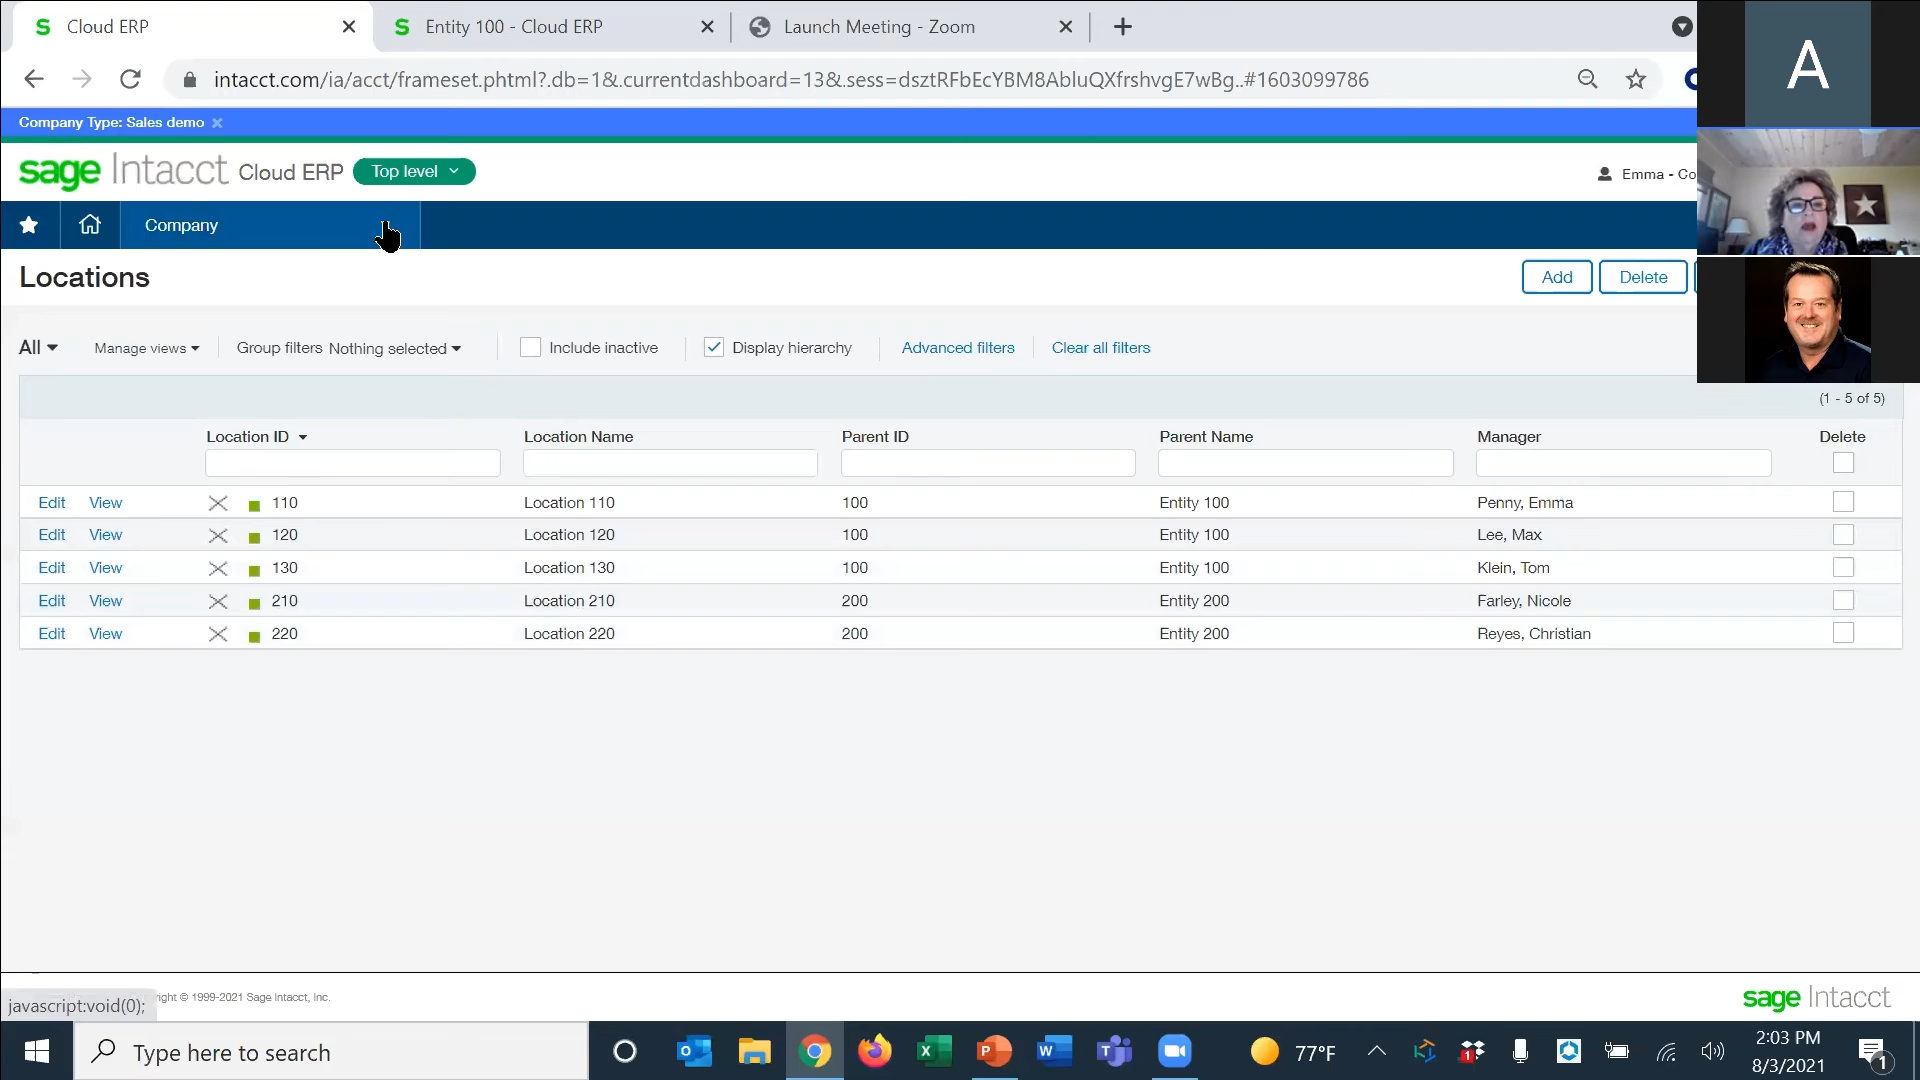 Cloud ERP
Entity 100 - Cloud ERP
Launch Meeting - Zoom
intacct.com/ia/acct/frameset.phtml?.db=1&.currentdashboard=13&.sess=dsztRFbEcYBM8AbluQXfrshvgE7wBg..#1603099786
A
Company Type: Sales demo
sage Intacct Cloud ERP Top level
Emma - Co
Company
Locations
Add Delete
All Manage views Group filters Nothing selected Include inactive Display hierarchy Advanced filters Clear all filters
(1 - 5 of 5)
Location ID Location Name Parent ID Parent Name Manager Delete
Edit View 110 Location 110 100 Entity 100 Penny, Emma
Edit View 120 Location 120 100 Entity 100 Lee, Max
Edit View 130 Location 130 100 Entity 100 Klein, Tom
Edit View 210 Location 210 200 Entity 200 Farley, Nicole
Edit View 220 Location 220 200 Entity 200 Reyes, Christian
javascript:void(0);
right © 1999-2021 Sage Intacct, Inc.
sage Intacct
Type here to search
77°F
2:03 PM
8/3/2021
1